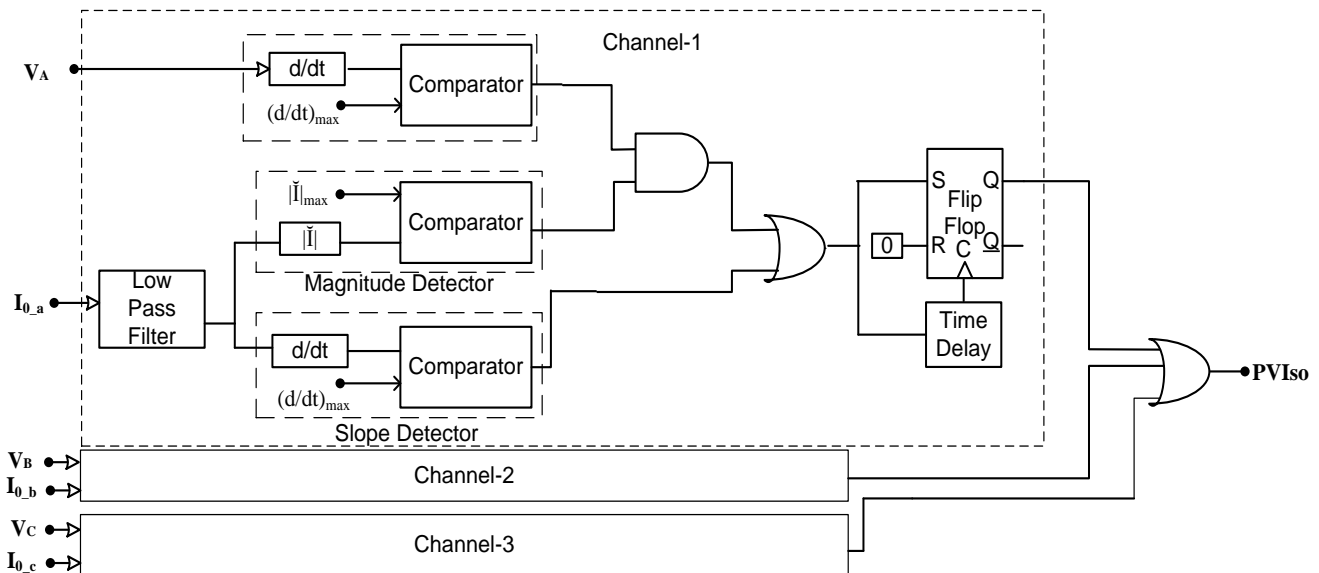 Channel-1
VA
d/dt
Comparator
(d/dt)max
|Ĭ|max
Comparator
|Ĭ|
Magnitude Detector
I0_a
Low
Pass
Filter
d/dt
Comparator
(d/dt)max
Slope Detector
S Q
Flip
Flop
0
R C Q
Time
Delay
PVIso
VB
I0_b
Channel-2
VC
I0_c
Channel-3